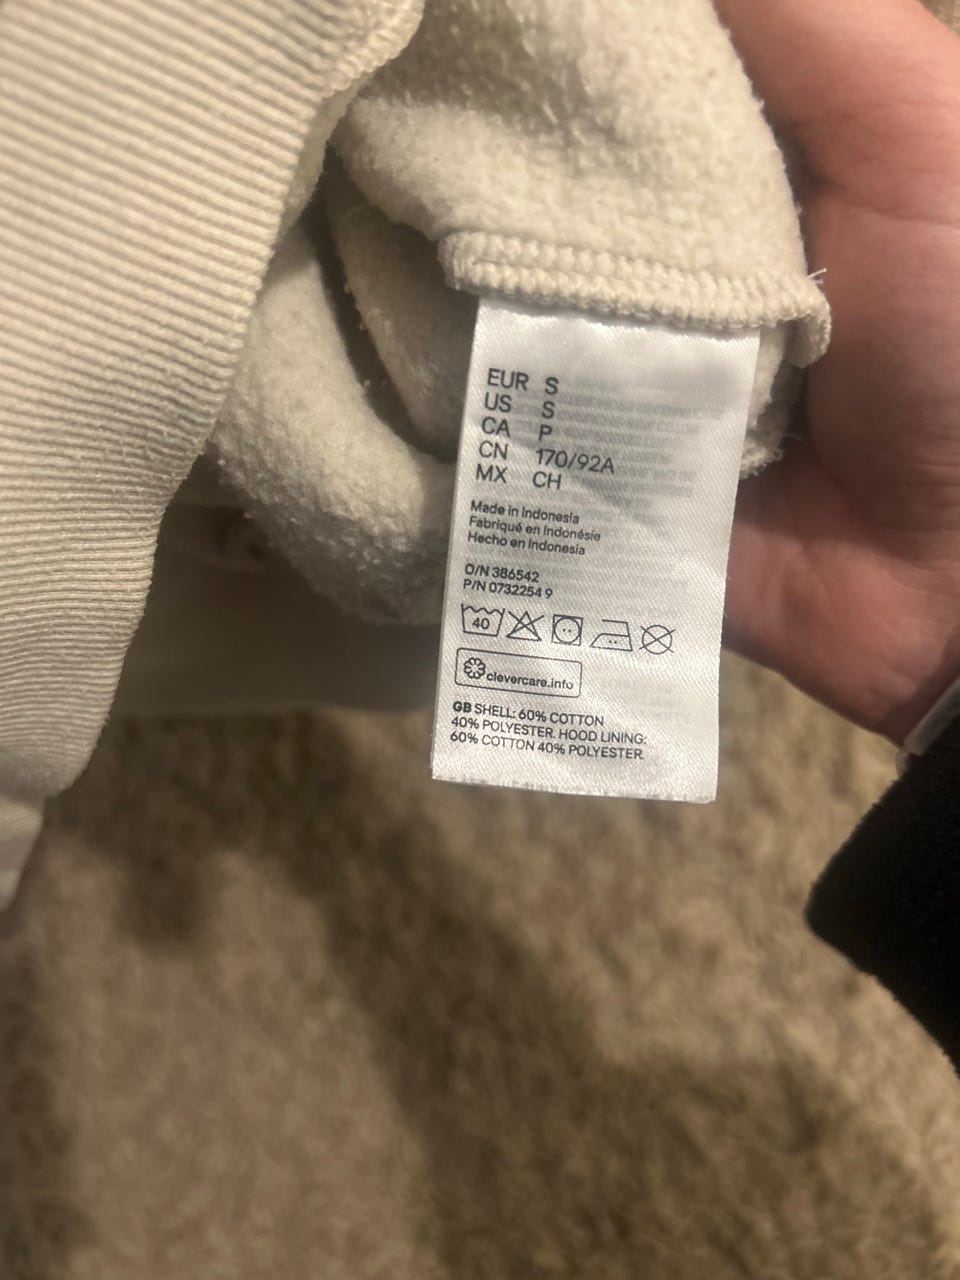 EUR S
US S
CA P
CN 170/92A
MX CH
Made in Indonesia
Fabriqué en Indonésie
Hecho en Indonesia
O/N 386542
P/N 0732254 9
40
clevercare.info
GB SHELL: 60% COTTON
40% POLYESTER. HOOD LINING:
60% COTTON 40% POLYESTER.